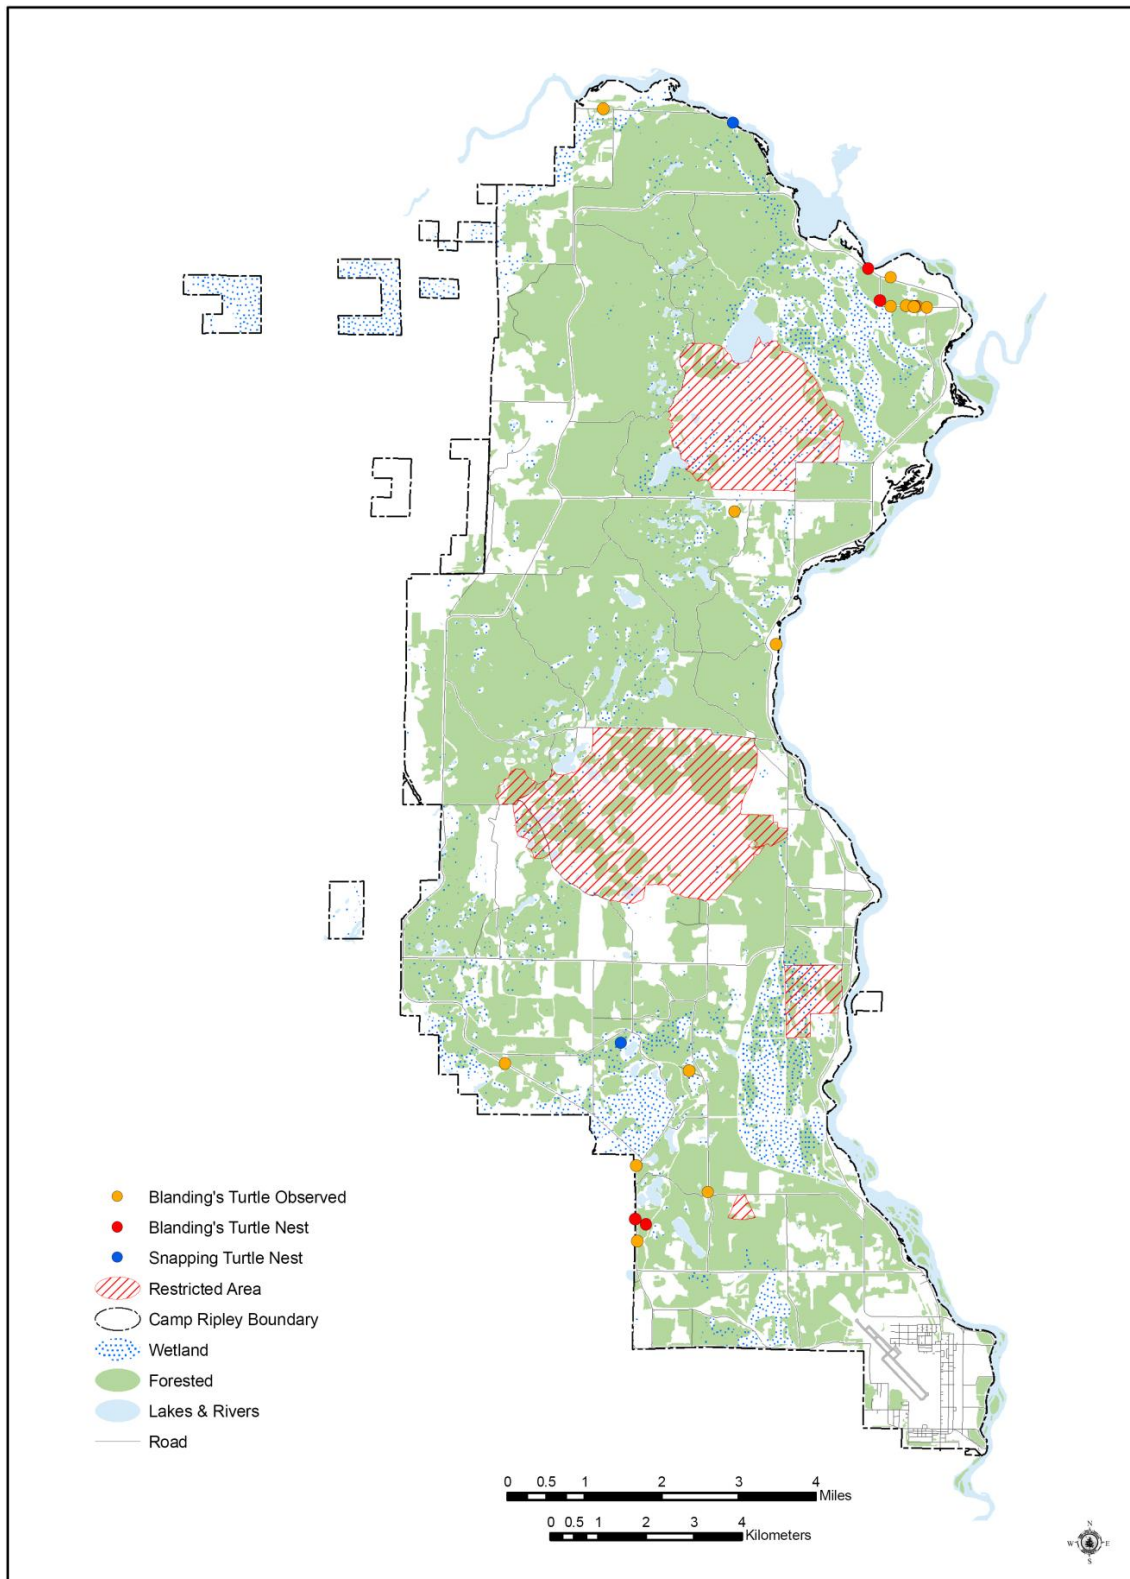 Blanding's Turtle Observed
Blanding's Turtle Nest
Snapping Turtle Nest
Restricted Area
Camp Ripley Boundary
Wetland
Forested
Lakes & Rivers
Road
0 0.5 1 2 3 4
Miles
0 0.5 1 2 3 4
Kilometers
N
W E
S